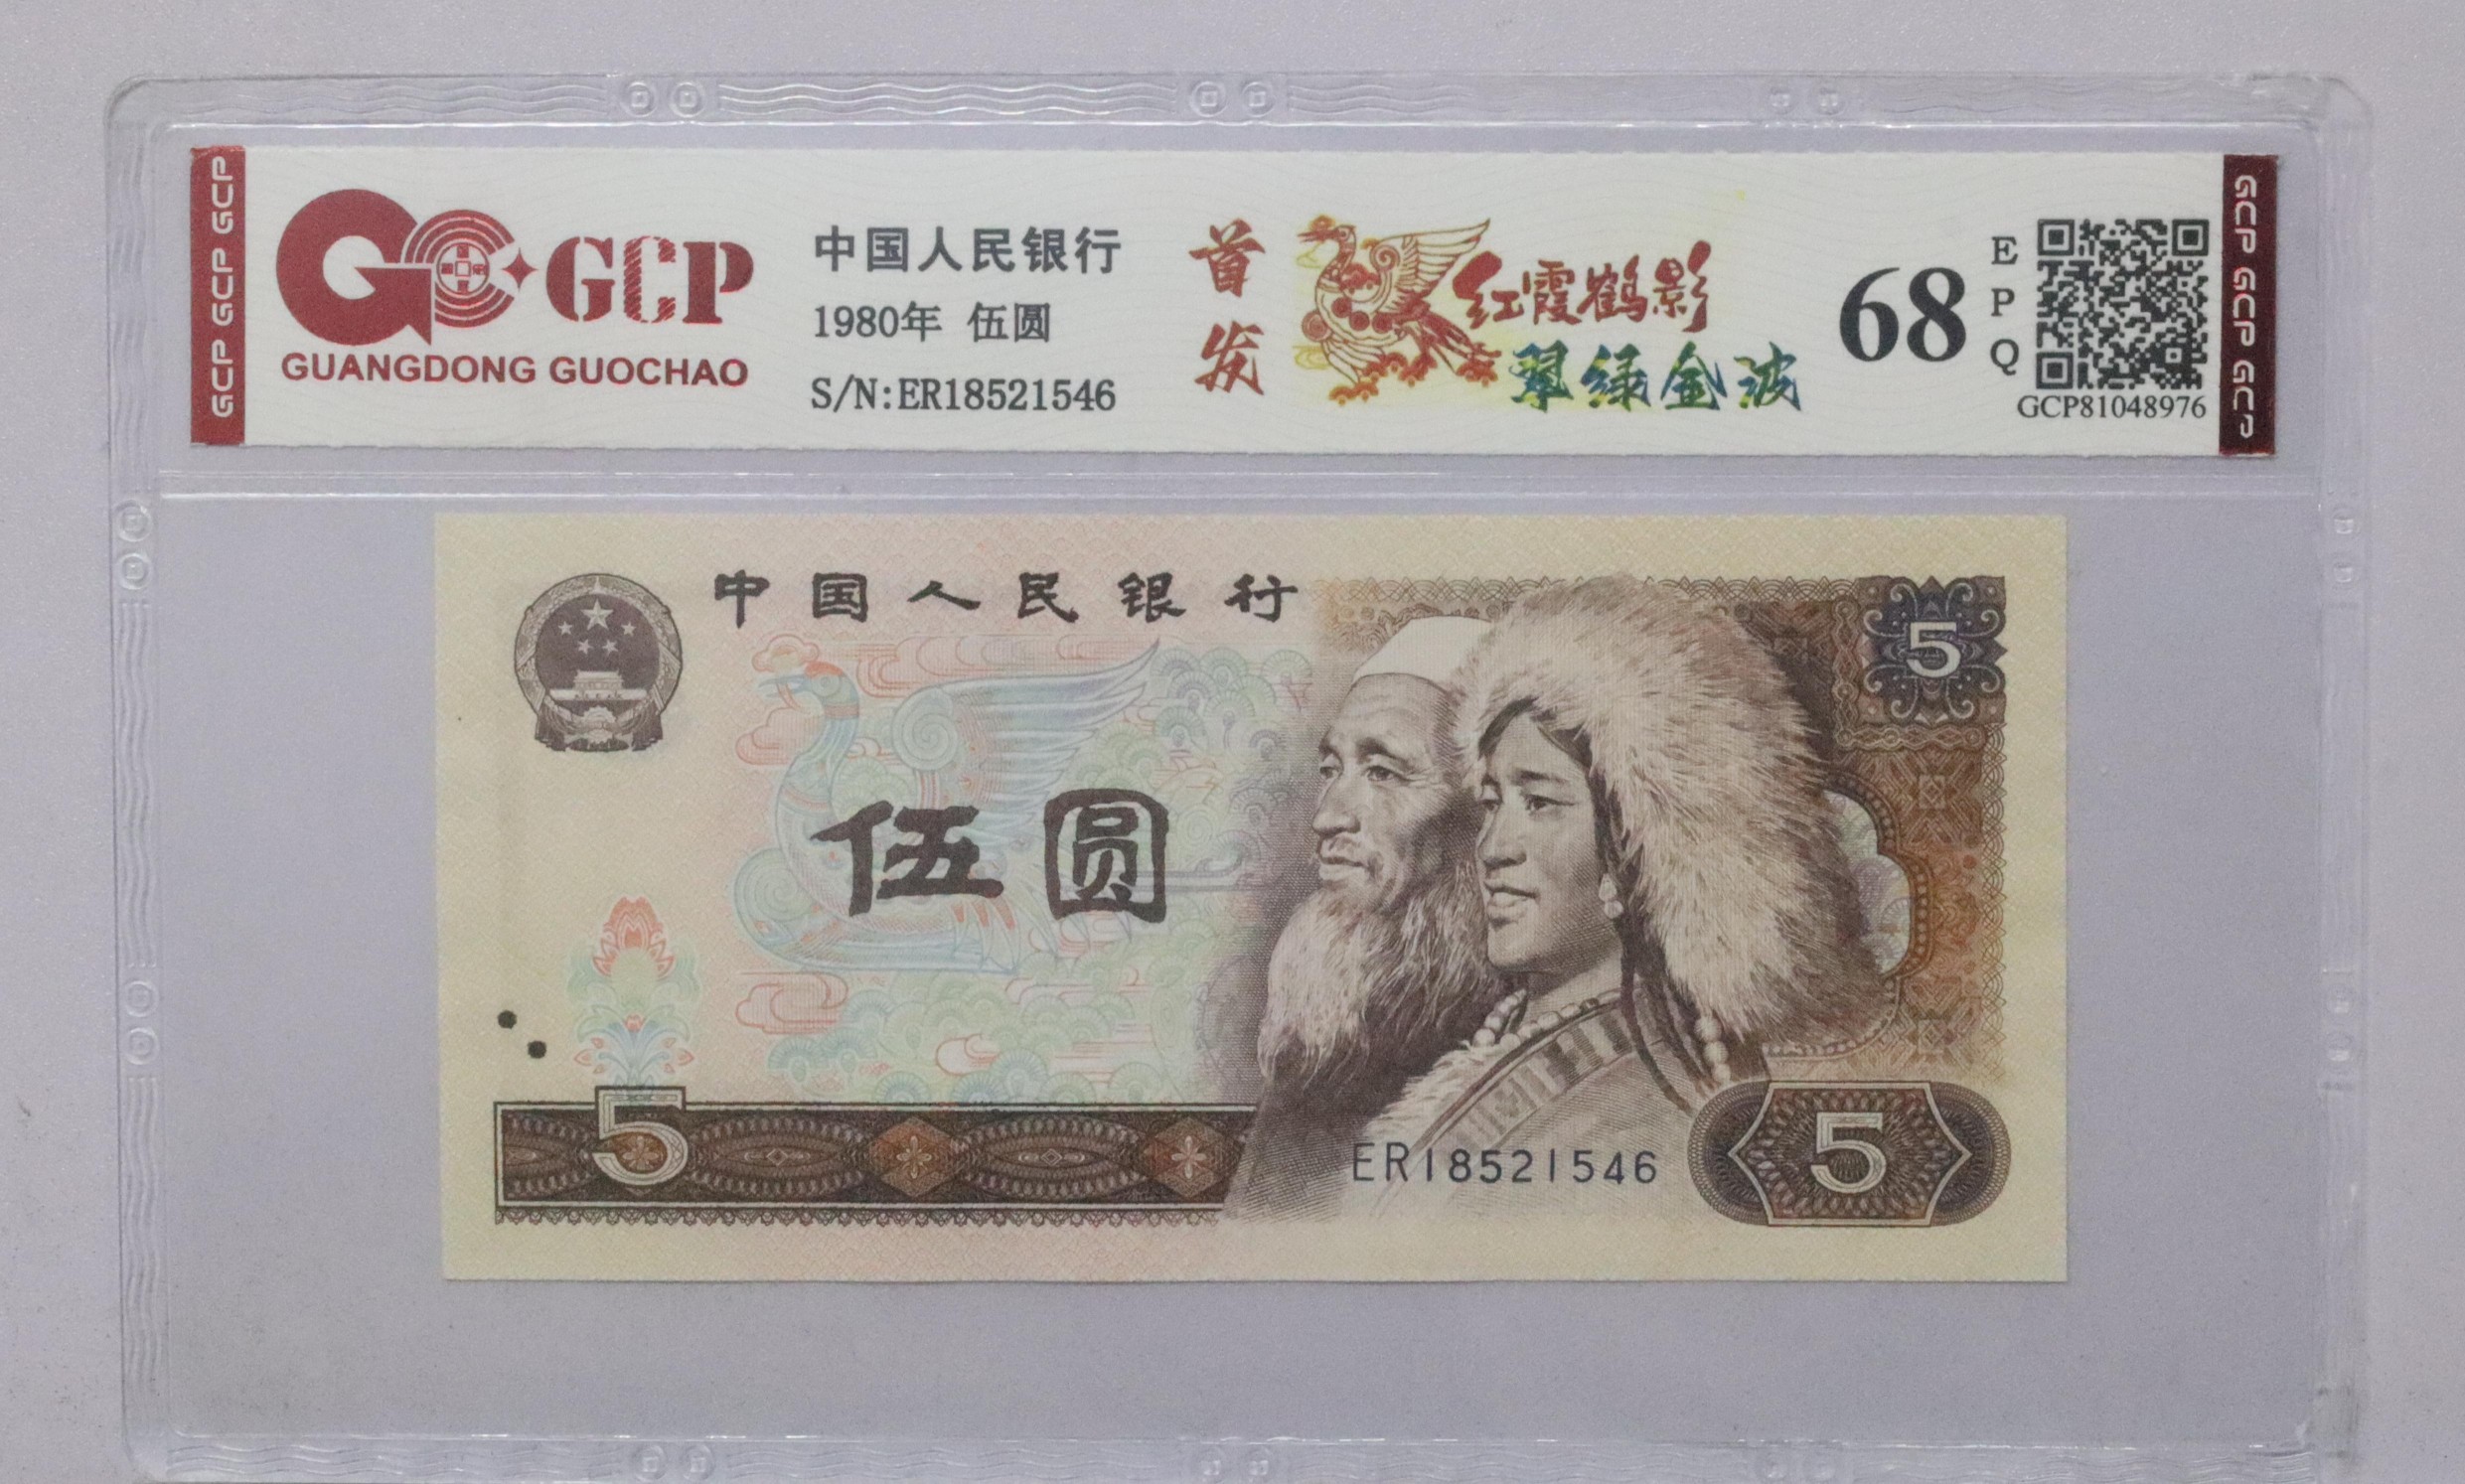 GCP GCP GCP
GCP
GUANGDONG GUOCHAO
中国人民银行
1980年 伍圆
S/N:ER18521546
首发
红霞鹤影
翠绿金波
68
EPQ
GCP81048976
GCP GCP GCP
中国人民银行
5
伍圆
5
ER18521546
5